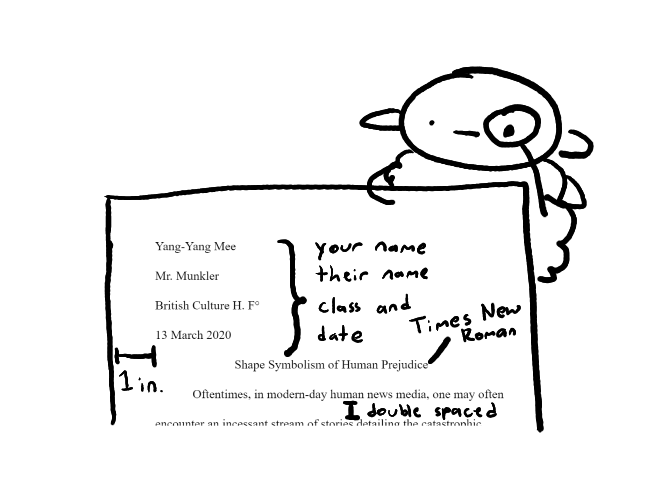 Yang-Yang Mee
your name
Mr. Munkler
their name
British Culture H. F°
class and
13 March 2020
date
Times New
Roman
1 in.
Shape Symbolism of Human Prejudice
Oftentimes, in modern-day human news media, one may often
I double spaced
encounter an incessant stream of stories detailing the catastrophic